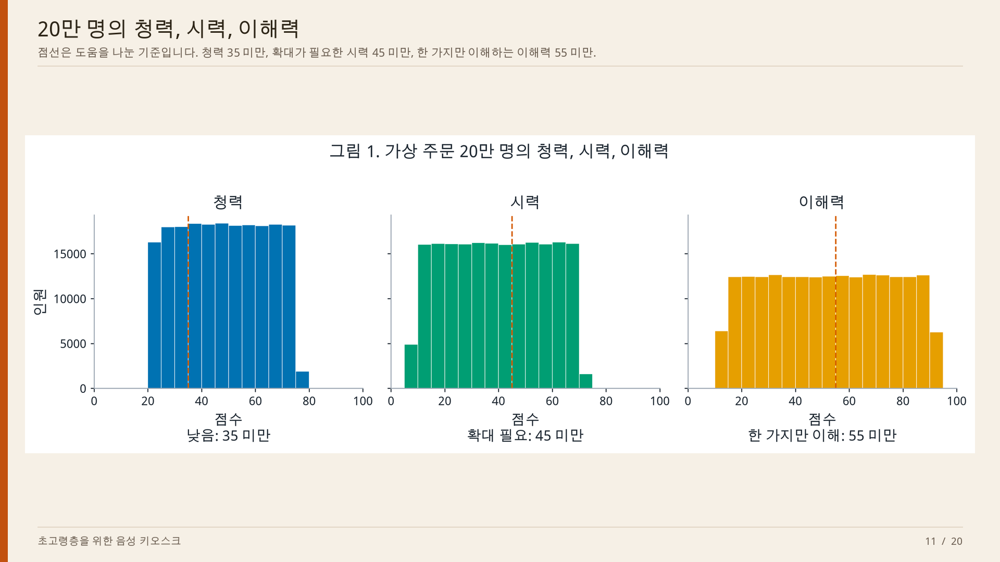 20만 명의 청력, 시력, 이해력
점선은 도움을 나눈 기준입니다. 청력 35 미만, 확대가 필요한 시력 45 미만, 한 가지만 이해하는 이해력 55 미만.
그림 1. 가상 주문 20만 명의 청력, 시력, 이해력
청력
시력
이해력
인원
15000
10000
5000
0
0 20 40 60 80 100
0 20 40 60 80 100
0 20 40 60 80 100
점수
낮음: 35 미만
점수
확대 필요: 45 미만
점수
한 가지만 이해: 55 미만
초고령층을 위한 음성 키오스크
11 / 20